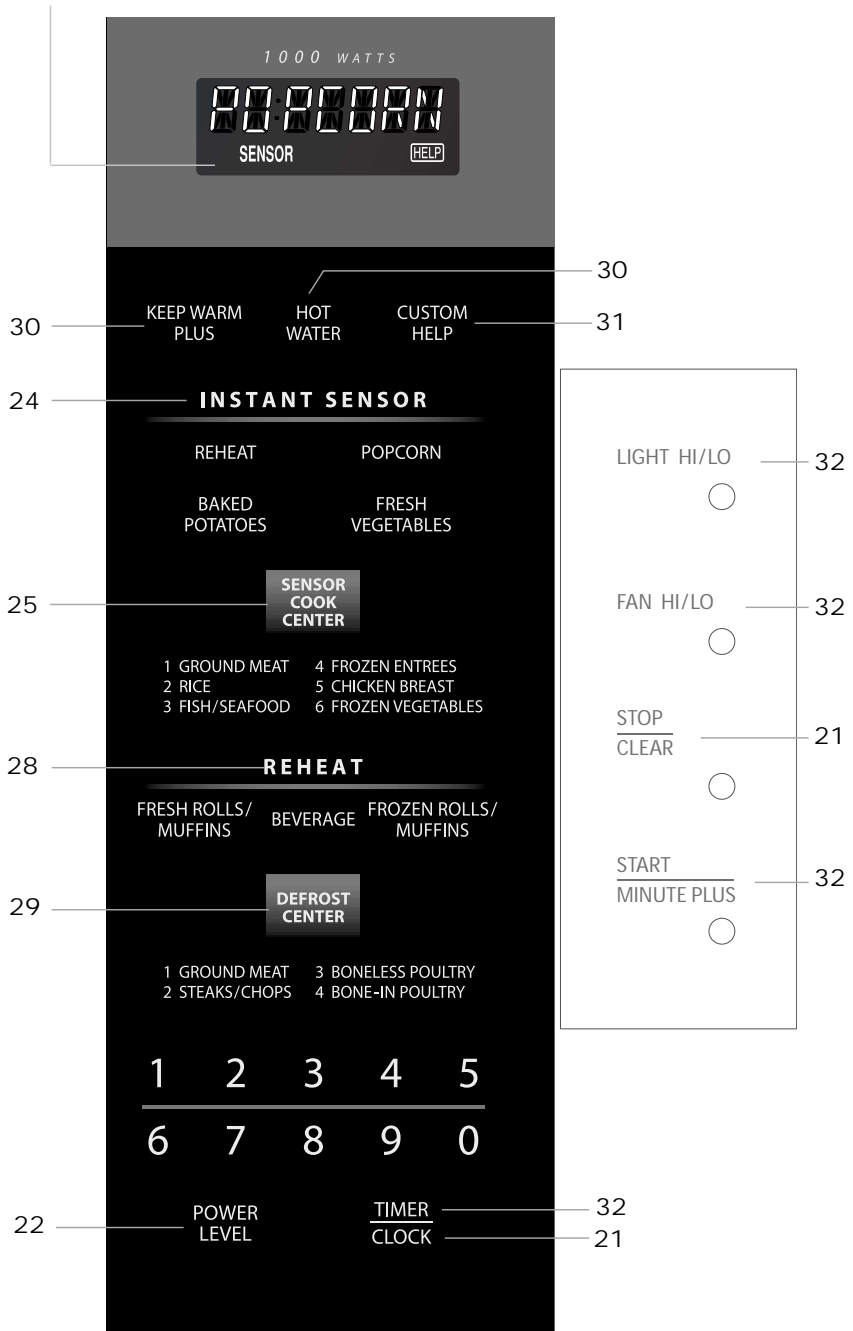 1000 WATTS
PO:PCORN
SENSOR HELP
30
KEEP WARM HOT CUSTOM
30 PLUS WATER HELP 31
24 INSTANT SENSOR
REHEAT POPCORN
BAKED FRESH
POTATOES VEGETABLES
SENSOR
25 COOK
CENTER
1 GROUND MEAT 4 FROZEN ENTREES
2 RICE 5 CHICKEN BREAST
3 FISH/SEAFOOD 6 FROZEN VEGETABLES
28 REHEAT
FRESH ROLLS/ BEVERAGE FROZEN ROLLS/
MUFFINS MUFFINS
29 DEFROST
CENTER
1 GROUND MEAT 3 BONELESS POULTRY
2 STEAKS/CHOPS 4 BONE-IN POULTRY
1 2 3 4 5
6 7 8 9 0
POWER TIMER 32
22 LEVEL CLOCK 21
LIGHT HI/LO 32
FAN HI/LO 32
STOP
CLEAR 21
START
MINUTE PLUS 32